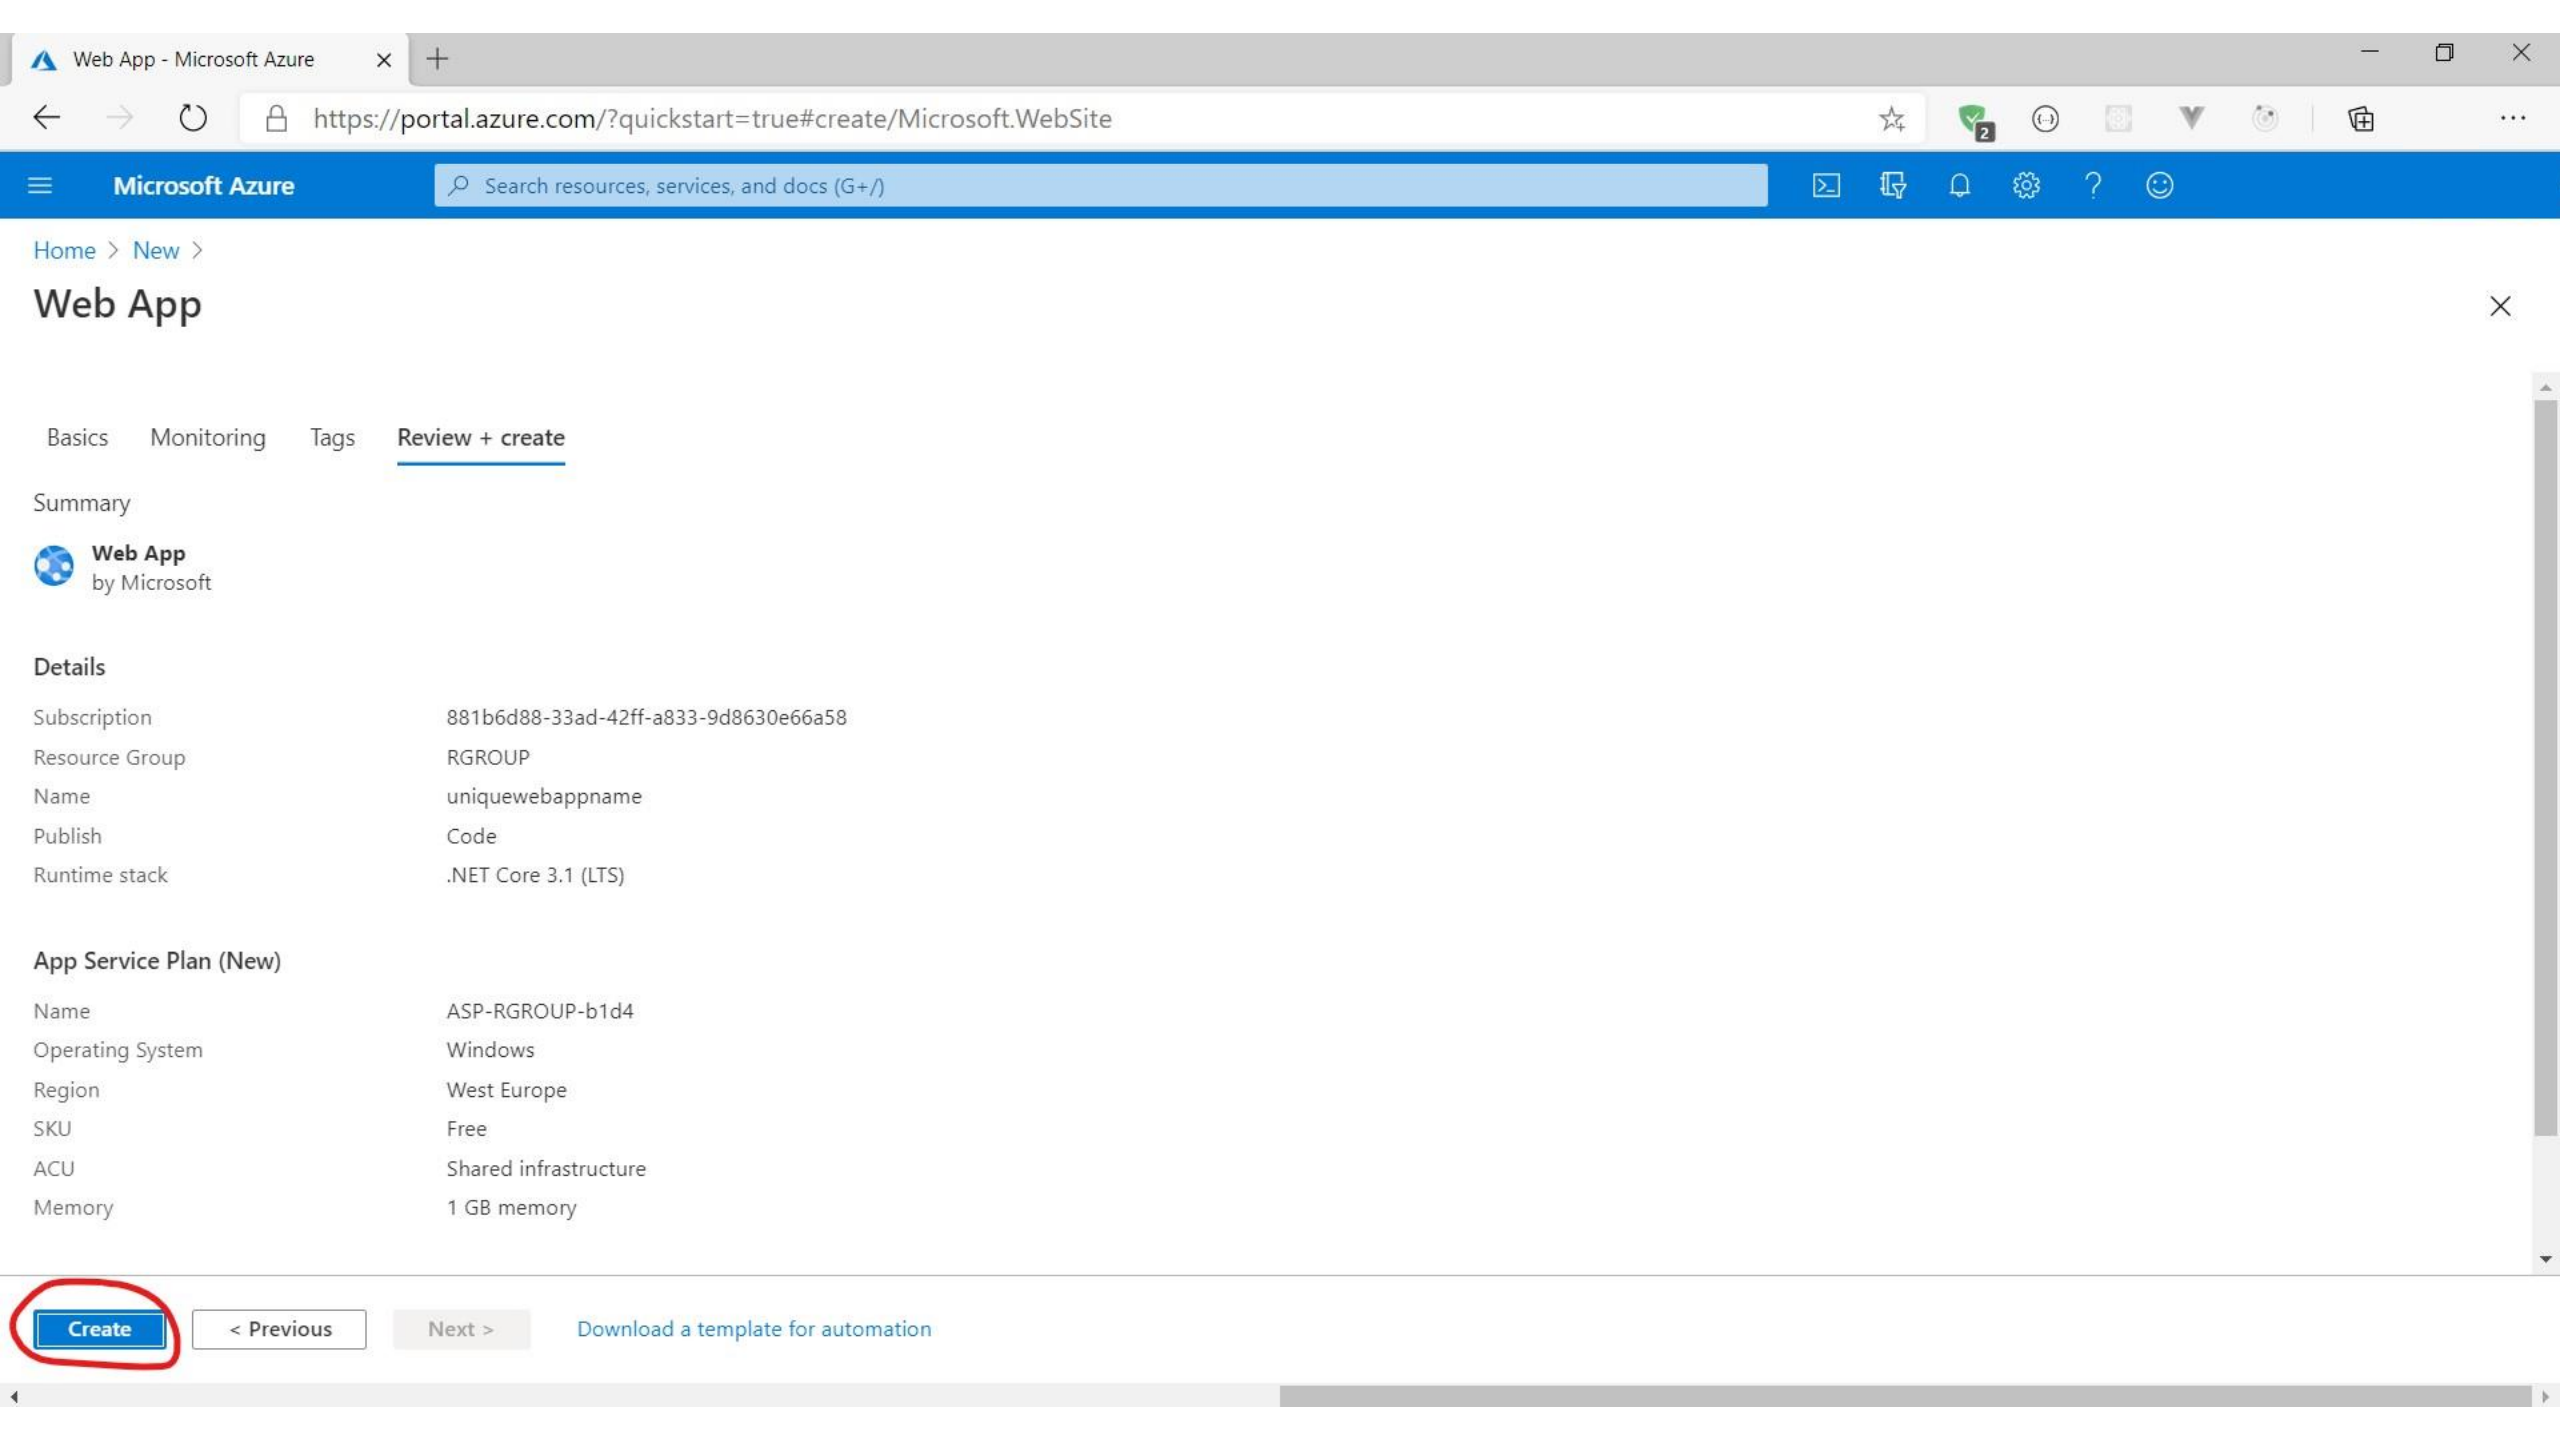 Web App - Microsoft Azure
https://portal.azure.com/?quickstart=true#create/Microsoft.WebSite
2
Microsoft Azure
Search resources, services, and docs (G+/)
Home > New >
Web App
Basics Monitoring Tags Review + create
Summary
Web App
by Microsoft
Details
Subscription 881b6d88-33ad-42ff-a833-9d8630e66a58
Resource Group RGROUP
Name uniquewebappname
Publish Code
Runtime stack .NET Core 3.1 (LTS)
App Service Plan (New)
Name ASP-RGROUP-b1d4
Operating System Windows
Region West Europe
SKU Free
ACU Shared infrastructure
Memory 1 GB memory
Create < Previous Next > Download a template for automation